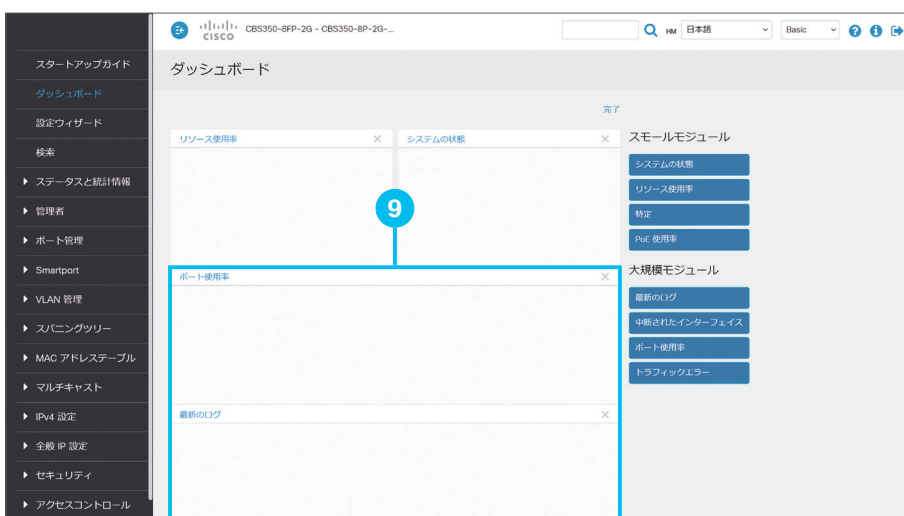 CISCO
CBS350-8FP-2G - CBS350-8P-2G-...
HM
日本語
Basic
スタートアップガイド
ダッシュボード
設定ウィザード
検索
ステータスと統計情報
管理者
ポート管理
Smartport
VLAN 管理
スパニングツリー
MAC アドレステーブル
マルチキャスト
IPv4 設定
全般 IP 設定
セキュリティ
アクセスコントロール
ダッシュボード
完了
リソース使用率
システムの状態
9
ポート使用率
最新のログ
スモールモジュール
システムの状態
リソース使用率
特定
PoE 使用率
大規模モジュール
最新のログ
中断されたインターフェイス
ポート使用率
トラフィックエラー